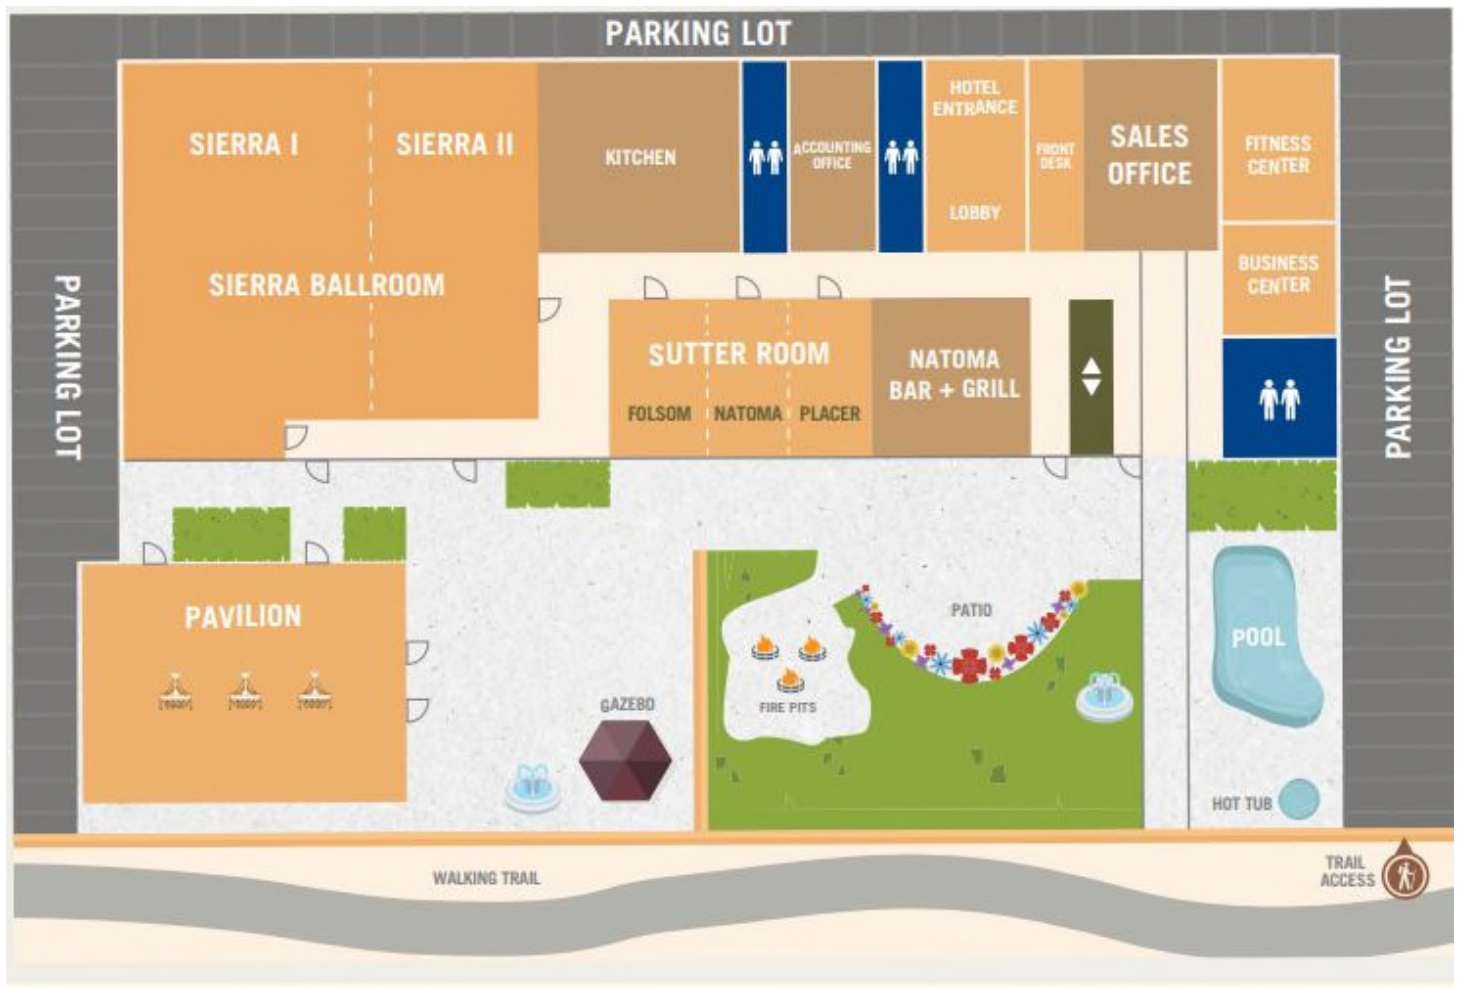 PARKING LOT
SIERRA I
SIERRA II
SIERRA BALLROOM
KITCHEN
ACCOUNTING
OFFICE
HOTEL
ENTRANCE
LOBBY
FRONT
DESK
SALES
OFFICE
FITNESS
CENTER
BUSINESS
CENTER
PARKING LOT
PARKING LOT
SUTTER ROOM
FOLSOM
NATOMA
PLACER
NATOMA
BAR + GRILL
PAVILION
GAZEBO
FIRE PITS
PATIO
POOL
HOT TUB
WALKING TRAIL
TRAIL
ACCESS